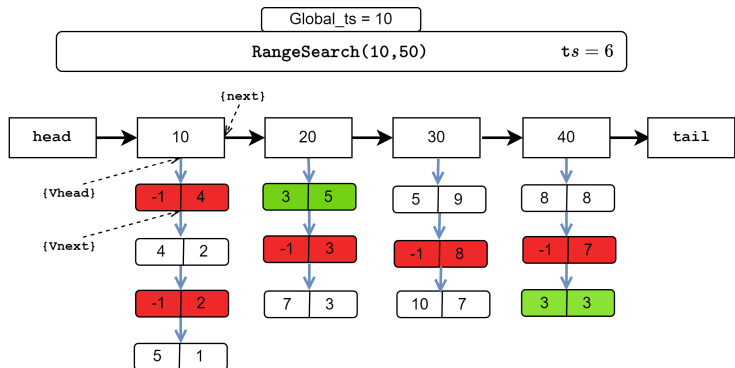 Global_ts = 10
RangeSearch(10,50) ts = 6
{next}
head 10 20 30 40 tail
{Vhead}
-1 4 3 5 5 9 8 8
{Vnext}
4 2 -1 3 -1 8 -1 7
-1 2 7 3 10 7 3 3
5 1